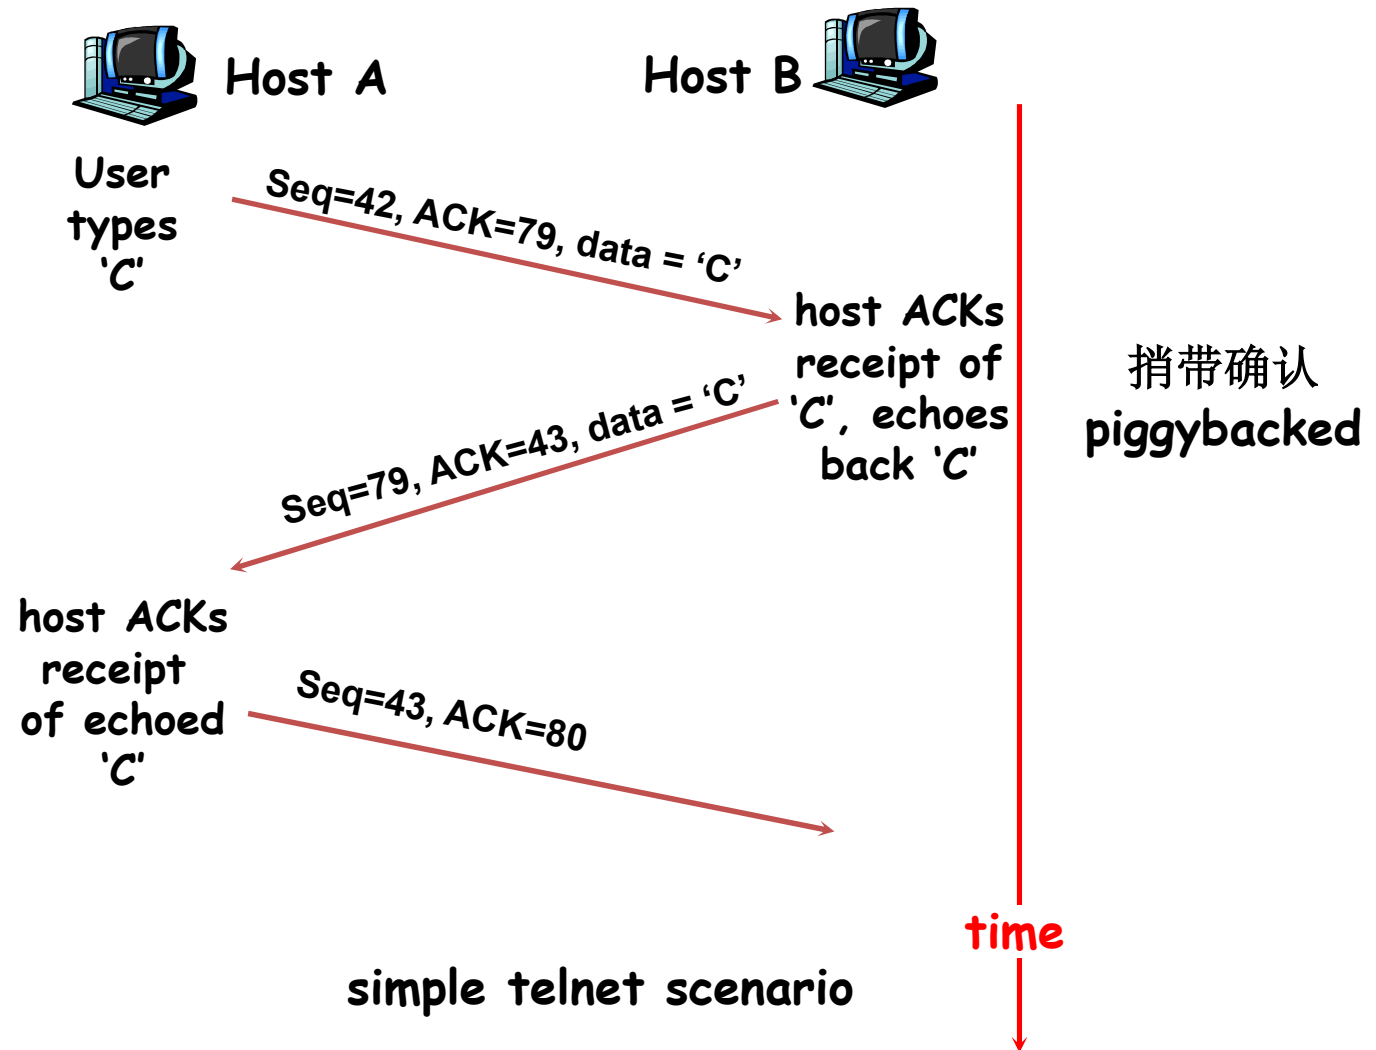 Host A
Host B
User
types
‘C’
Seq=42, ACK=79, data = ‘C’
host ACKs
receipt of
‘C’, echoes
back ‘C’
捎带确认
piggybacked
Seq=79, ACK=43, data = ‘C’
host ACKs
receipt
of echoed
‘C’
Seq=43, ACK=80
time
simple telnet scenario